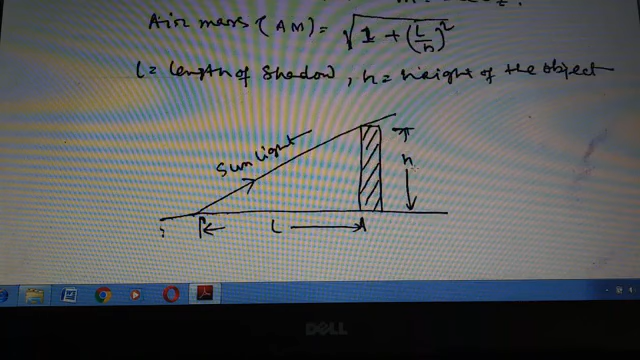 Air mass (AM) = √1 + (L/h)²
l = length of shadow, h = height of the object
Sun light
h
L
DELL